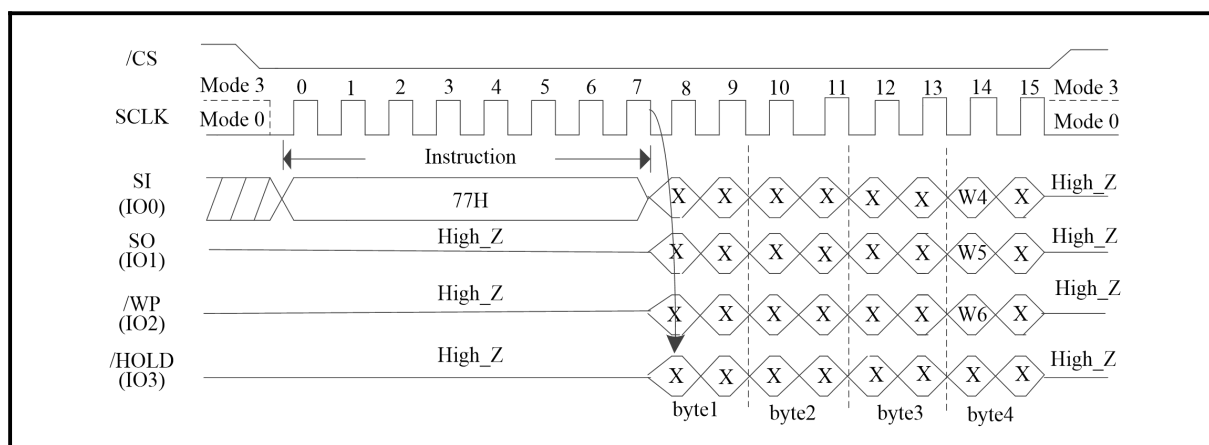 /CS
Mode 3 0 1 2 3 4 5 6 7 8 9 10 11 12 13 14 15 Mode 3
SCLK Mode 0 Mode 0
Instruction
SI
(IO0) 77H X X X X X X W4 X High_Z
SO
(IO1) High_Z X X X X X X W5 X High_Z
/WP
(IO2) High_Z X X X X X X W6 X High_Z
/HOLD
(IO3) High_Z X X X X X X X X High_Z
byte1 byte2 byte3 byte4